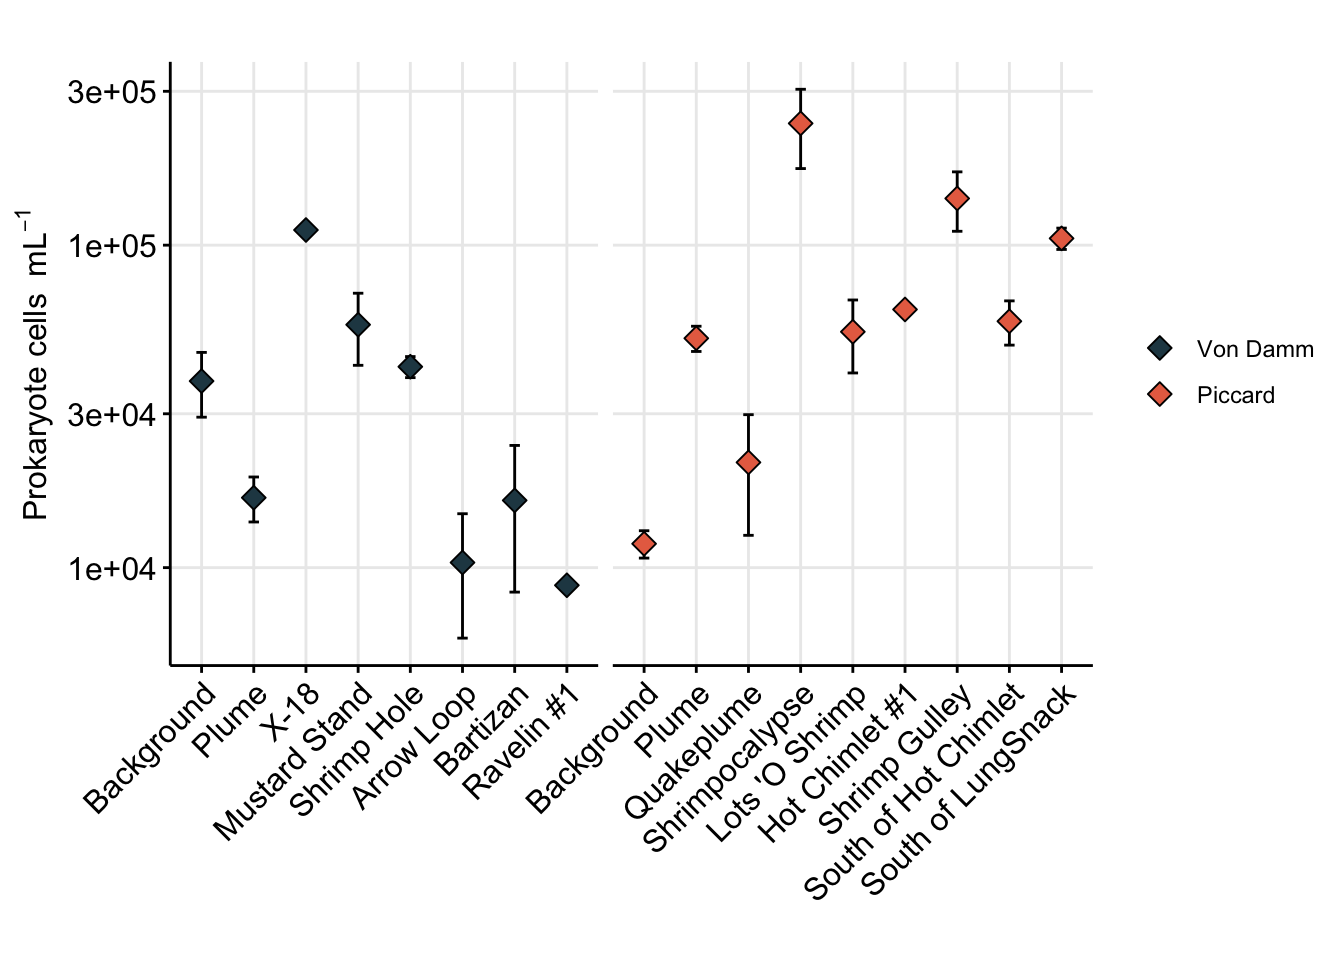 Prokaryote cells mL⁻¹
3e+05
1e+05
3e+04
1e+04
Background
Plume
X-18
Mustard Stand
Shrimp Hole
Arrow Loop
Bartizan
Ravelin #1
Background
Plume
Quakeplume
Shrimpocalypse
Lots 'O Shrimp
Hot Chimlet #1
Shrimp Gulley
South of Hot Chimlet
South of LungSnack
Von Damm
Piccard